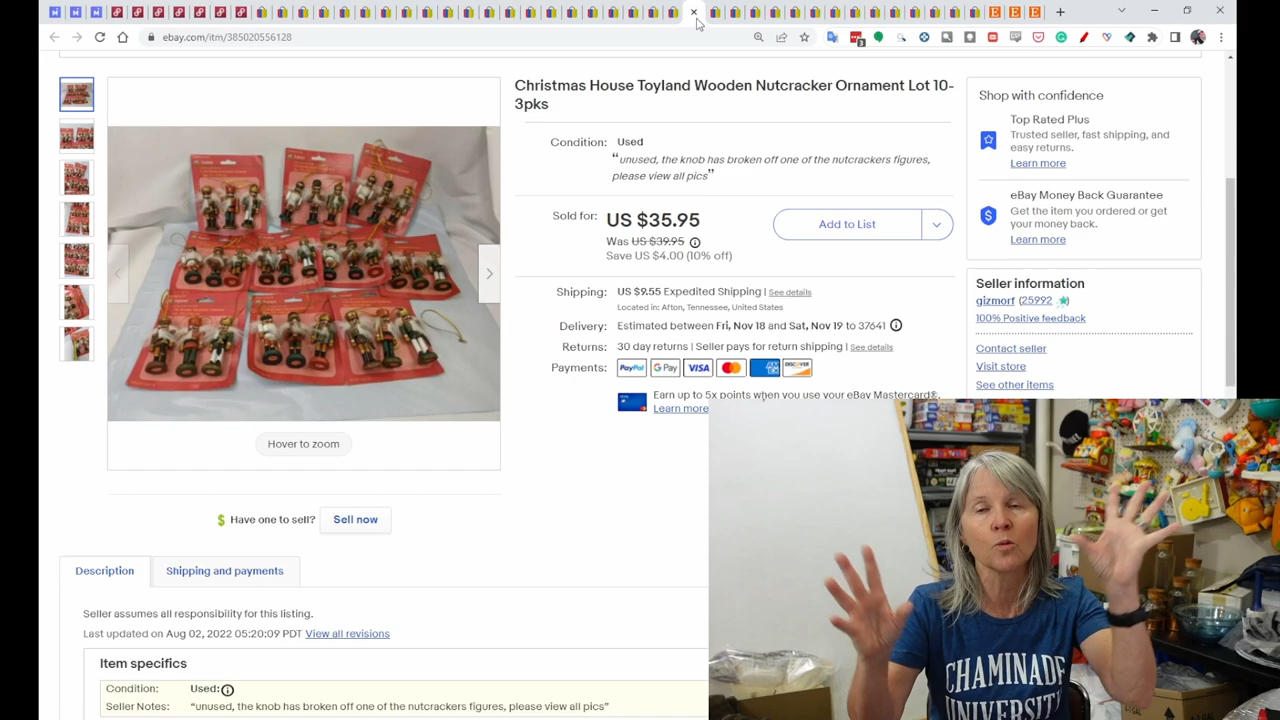 ebay.com/itm/385020556128
3
Christmas House Toyland Wooden Nutcracker Ornament Lot 10-
3pks
Condition:
Used
“unused, the knob has broken off one of the nutcrackers figures,
please view all pics”
Sold for:
US $35.95
Was US $39.95
Save US $4.00 (10% off)
Add to List
Shipping:
US $9.55 Expedited Shipping | See details
Located in: Afton, Tennessee, United States
Delivery:
Estimated between Fri, Nov 18 and Sat, Nov 19 to 37641
Returns:
30 day returns | Seller pays for return shipping | See details
Payments:
PayPal
G Pay
VISA
DISCOVER
Earn up to 5x points when you use your eBay Mastercard®.
Learn more
Shop with confidence
Top Rated Plus
Trusted seller, fast shipping, and
easy returns.
Learn more
eBay Money Back Guarantee
Get the item you ordered or get
your money back.
Learn more
Seller information
gizmorf (25992)
100% Positive feedback
Contact seller
Visit store
See other items
Hover to zoom
Have one to sell?
Sell now
Description
Shipping and payments
Seller assumes all responsibility for this listing.
Last updated on Aug 02, 2022 05:20:09 PDT View all revisions
Item specifics
Condition:
Used:
Seller Notes:
“unused, the knob has broken off one of the nutcrackers figures, please view all pics”
CHAMINADE
UNIVERSITY